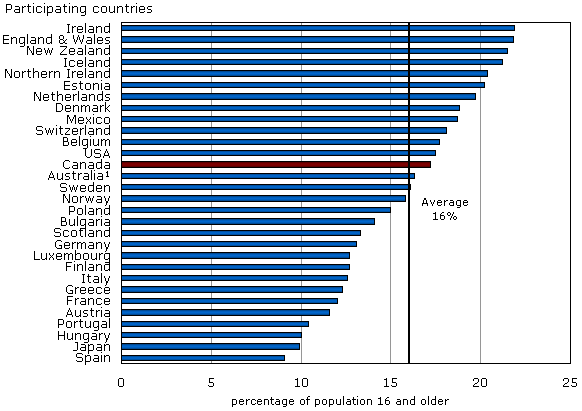 Participating countries
Ireland
England & Wales
New Zealand
Iceland
Northern Ireland
Estonia
Netherlands
Denmark
Mexico
Switzerland
Belgium
USA
Canada
Australia¹
Sweden
Norway
Poland
Bulgaria
Scotland
Germany
Luxembourg
Finland
Italy
Greece
France
Austria
Portugal
Hungary
Japan
Spain
Average
16%
0 5 10 15 20 25
percentage of population 16 and older